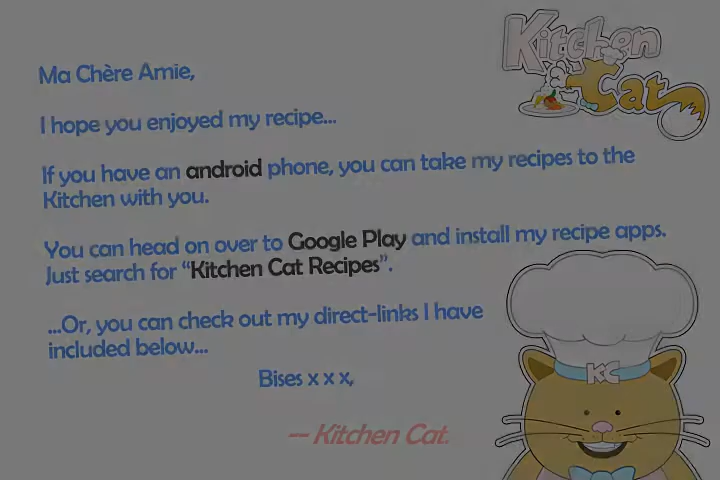 Kitchen
Cat
Ma Chère Amie,
I hope you enjoyed my recipe...
If you have an android phone, you can take my recipes to the
Kitchen with you.
You can head on over to Google Play and install my recipe apps.
Just search for “Kitchen Cat Recipes”.
...Or, you can check out my direct-links I have
included below...
Bises x x x,
--- Kitchen Cat.
KC